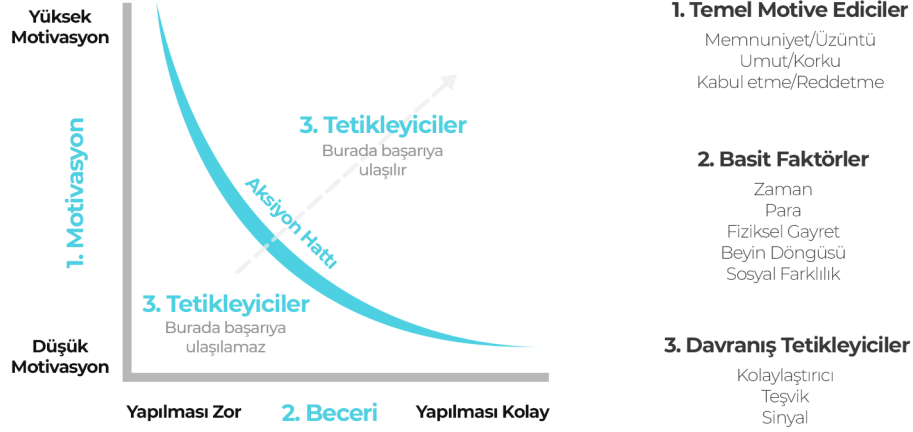 Yüksek
Motivasyon
1. Motivasyon
3. Tetikleyiciler
Burada başarıya
ulaşılır
Aksiyon Hattı
3. Tetikleyiciler
Burada başarıya
ulaşılamaz
Düşük
Motivasyon
Yapılması Zor
2. Beceri
Yapılması Kolay
1. Temel Motive Ediciler
Memnuniyet/Üzüntü
Umut/Korku
Kabul etme/Reddetme
2. Basit Faktörler
Zaman
Para
Fiziksel Gayret
Beyin Döngüsü
Sosyal Farklılık
3. Davranış Tetikleyiciler
Kolaylaştırıcı
Teşvik
Sinyal